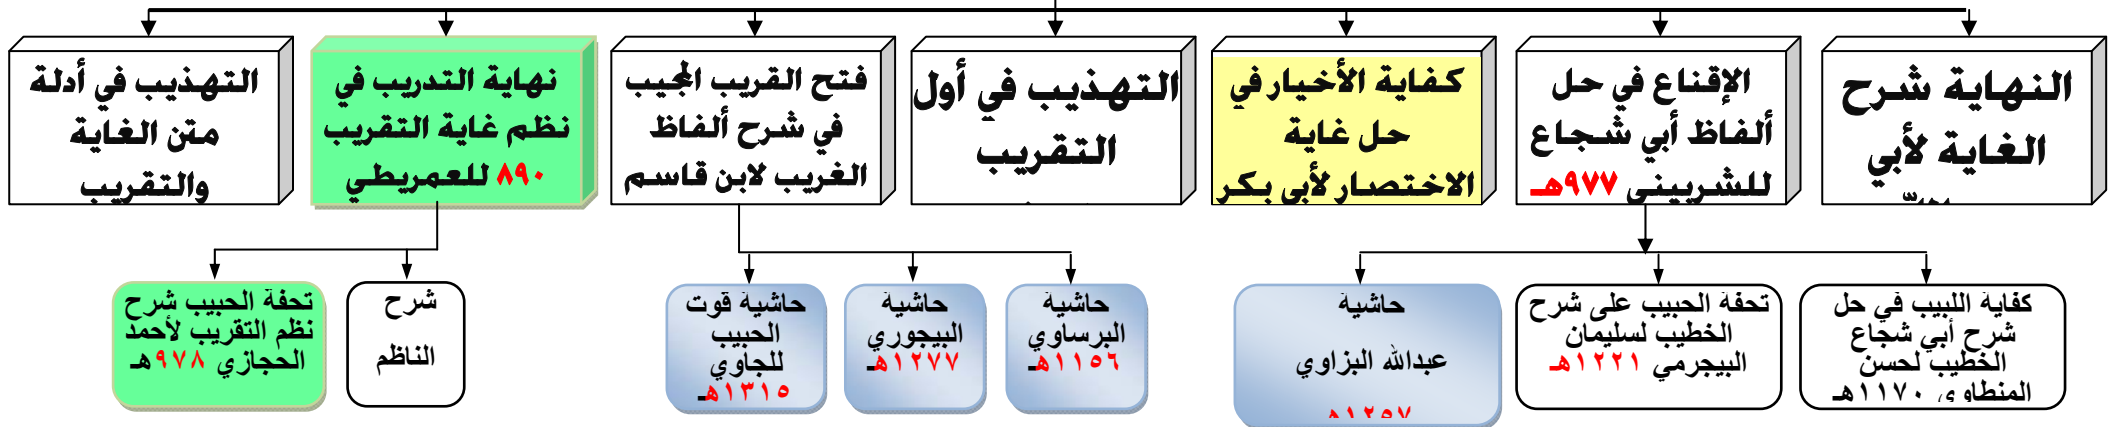 النهاية شرح
الغاية لأبي
الإقناع في حل
ألفاظ أبي شجاع
للشربيني ٩٧٧هـ
كفاية الأخيار في
حل غاية
الاختصار لأبي بكر
التهذيب في أول
التقريب
فتح القريب المجيب
في شرح ألفاظ
الغريب لابن قاسم
نهاية التدريب في
نظم غاية التقريب
٨٩٠ للعمريطي
التهذيب في أدلة
متن الغاية
والتقريب
كفاية اللبيب في حل
شرح أبي شجاع
الخطيب لحسن
المنطاوي ١١٧٠هـ
تحفة الحبيب على شرح
الخطيب لسليمان
البيجرمي ١٢٢١هـ
حاشية
عبدالله البزاوي
١٢٥٧هـ
حاشية
البرساوي
١١٥٦هـ
حاشية
البيجوري
١٢٧٧هـ
حاشية قوت
الحبيب
للجاوي
١٣١٥هـ
شرح
الناظم
تحفة الحبيب شرح
نظم التقريب لأحمد
الحجازي ٩٧٨هـ